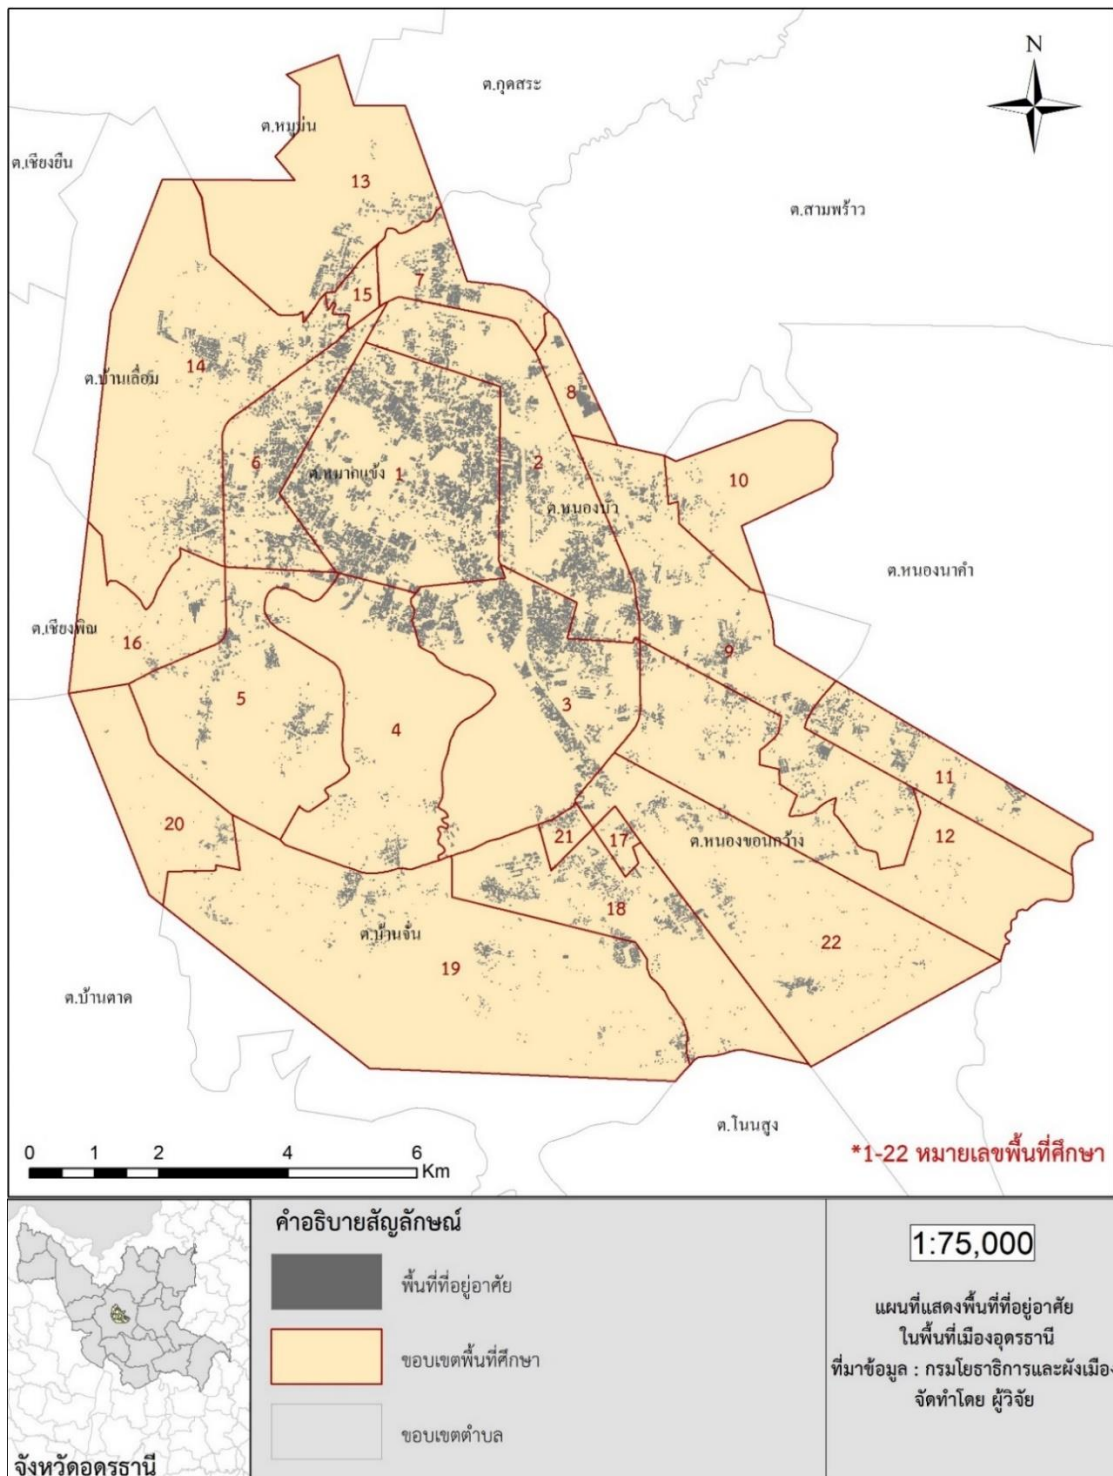 N
ต.กุดสระ
ต.หมูม่น
ต.เชียงยืน
13
ต.สามพร้าว
7
15
14
ต.บ้านเลื่อม
8
6
ต.หมากแข้ง
1
2
10
ต.หนองบัว
ต.หนองนาคำ
ต.เชียงพิณ
16
9
5
4
3
11
20
21
17
ต.หนองขอนกว้าง
12
18
ต.บ้านจั่น
19
22
ต.บ้านตาด
ต.โนนสูง
0 1 2 4 6
Km
*1-22 หมายเลขพื้นที่ศึกษา
จังหวัดอุดรธานี
คำอธิบายสัญลักษณ์
พื้นที่ที่อยู่อาศัย
ขอบเขตพื้นที่ศึกษา
ขอบเขตตำบล
1:75,000
แผนที่แสดงพื้นที่ที่อยู่อาศัย
ในพื้นที่เมืองอุดรธานี
ที่มาข้อมูล : กรมโยธาธิการและผังเมือง
จัดทำโดย ผู้วิจัย